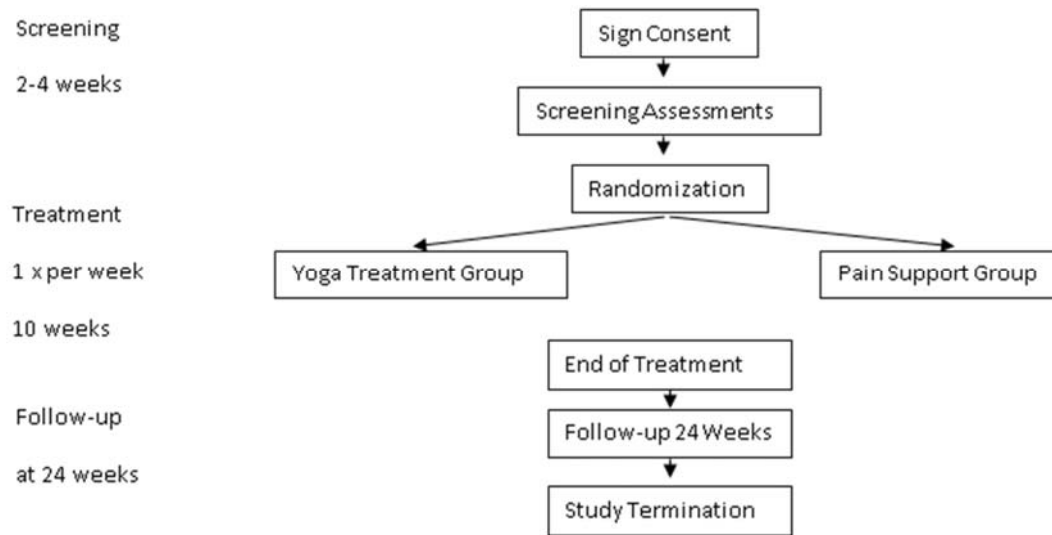 Screening
2-4 weeks
Sign Consent
Screening Assessments
Randomization
Treatment
1 x per week
10 weeks
Yoga Treatment Group
Pain Support Group
End of Treatment
Follow-up
at 24 weeks
Follow-up 24 Weeks
Study Termination